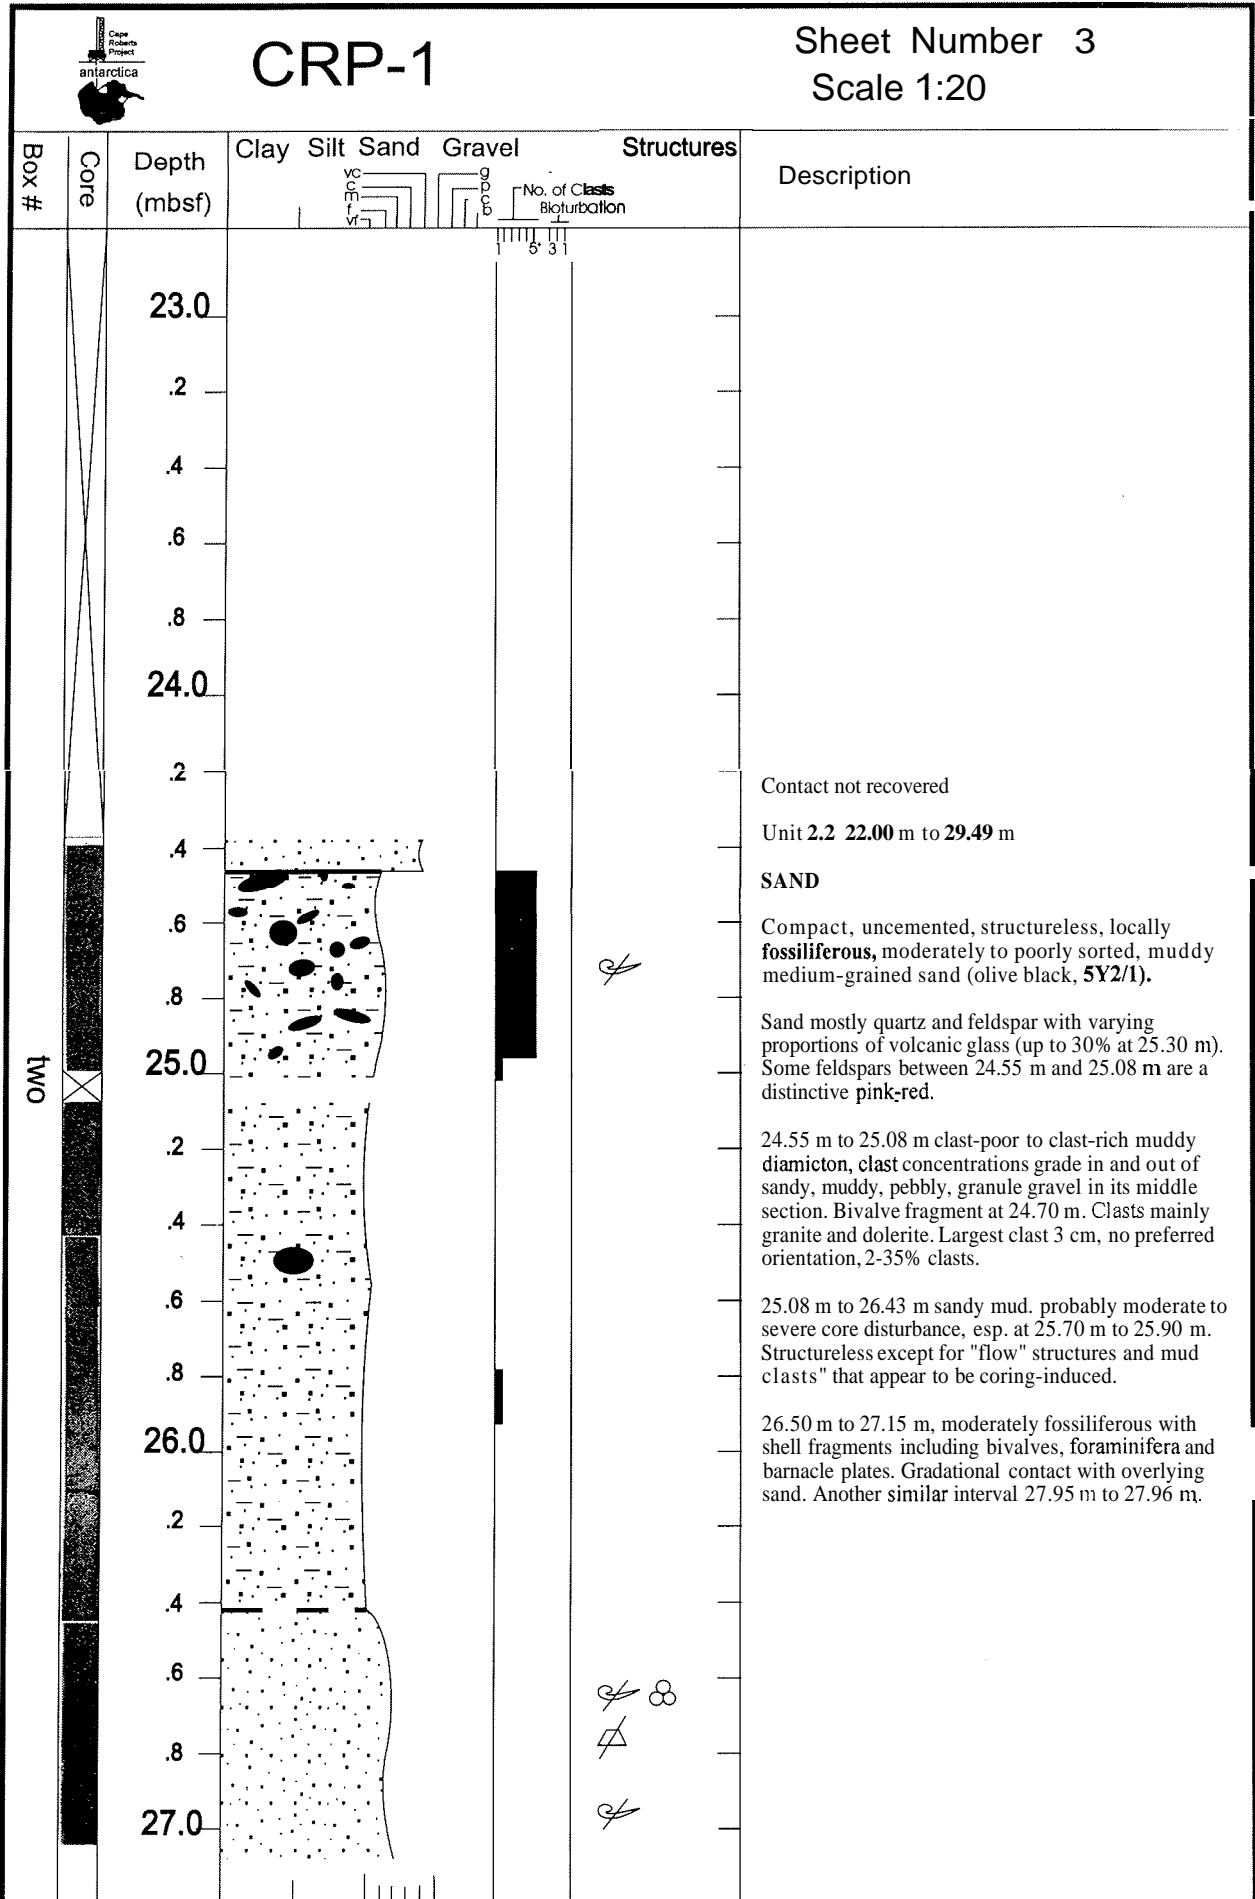 Cape
Roberts
Project
antarctica
CRP-1
Sheet Number 3
Scale 1:20
Box #
Core
Depth
(mbsf)
Clay Silt Sand Gravel
Structures
Description
vc
c
m
f
vf
g
p
c
b
No. of Clasts
Bioturbation
1 5+ 3 1
23.0
.2
.4
.6
.8
24.0
.2
.4
.6
.8
25.0
.2
.4
.6
.8
26.0
.2
.4
.6
.8
27.0
two
Contact not recovered
Unit 2.2 22.00 m to 29.49 m
SAND
Compact, uncemented, structureless, locally
fossiliferous, moderately to poorly sorted, muddy
medium-grained sand (olive black, 5Y2/1).
Sand mostly quartz and feldspar with varying
proportions of volcanic glass (up to 30% at 25.30 m).
Some feldspars between 24.55 m and 25.08 m are a
distinctive pink-red.
24.55 m to 25.08 m clast-poor to clast-rich muddy
diamicton, clast concentrations grade in and out of
sandy, muddy, pebbly, granule gravel in its middle
section. Bivalve fragment at 24.70 m. Clasts mainly
granite and dolerite. Largest clast 3 cm, no preferred
orientation, 2-35% clasts.
25.08 m to 26.43 m sandy mud. probably moderate to
severe core disturbance, esp. at 25.70 m to 25.90 m.
Structureless except for "flow" structures and mud
clasts" that appear to be coring-induced.
26.50 m to 27.15 m, moderately fossiliferous with
shell fragments including bivalves, foraminifera and
barnacle plates. Gradational contact with overlying
sand. Another similar interval 27.95 m to 27.96 m.